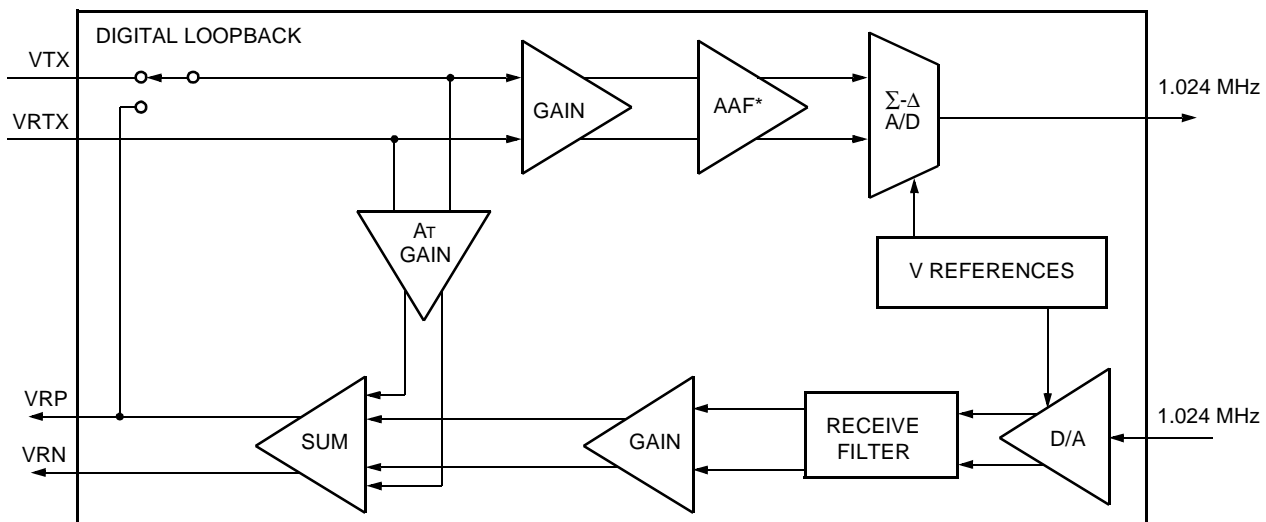 DIGITAL LOOPBACK
VTX
VRTX
GAIN
AAF*
Σ-Δ
A/D
1.024 MHz
AT
GAIN
V REFERENCES
VRP
VRN
SUM
GAIN
RECEIVE
FILTER
D/A
1.024 MHz